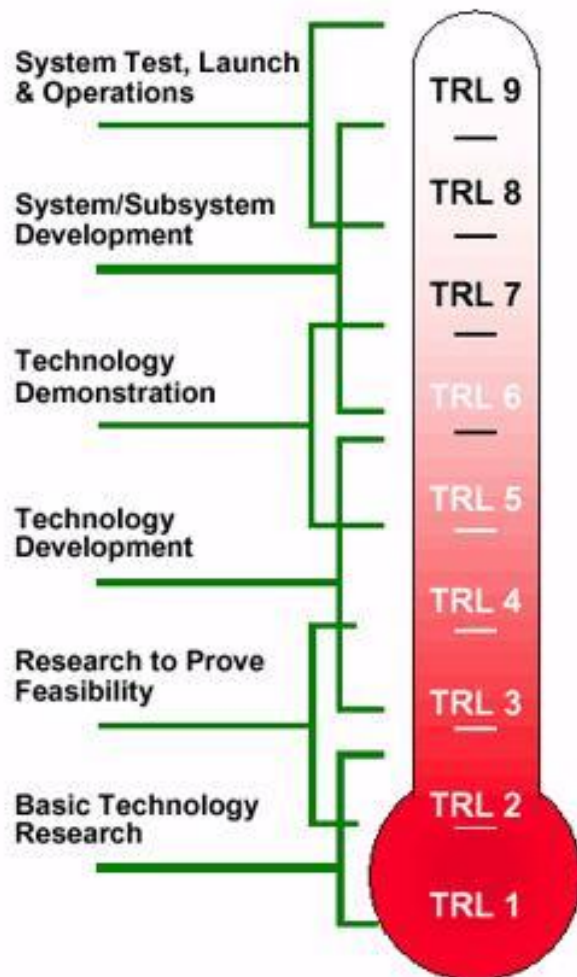 System Test, Launch
& Operations
System/Subsystem
Development
Technology
Demonstration
Technology
Development
Research to Prove
Feasibility
Basic Technology
Research
TRL 9
TRL 8
TRL 7
TRL 6
TRL 5
TRL 4
TRL 3
TRL 2
TRL 1